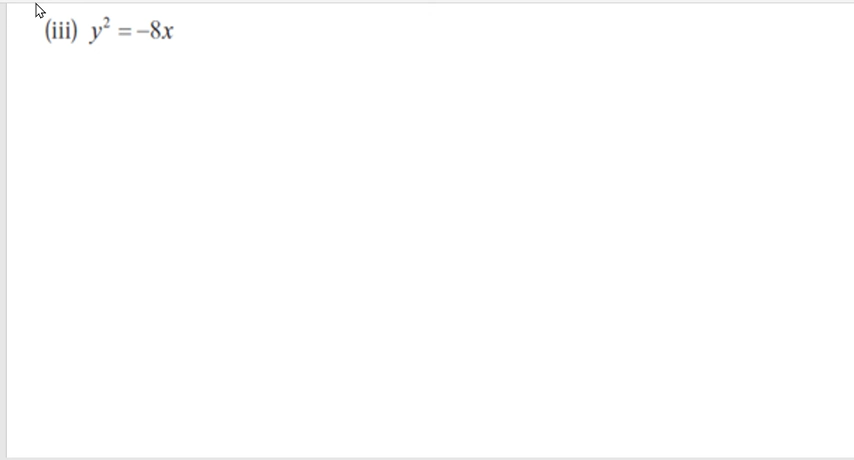 (iii) y² = –8x